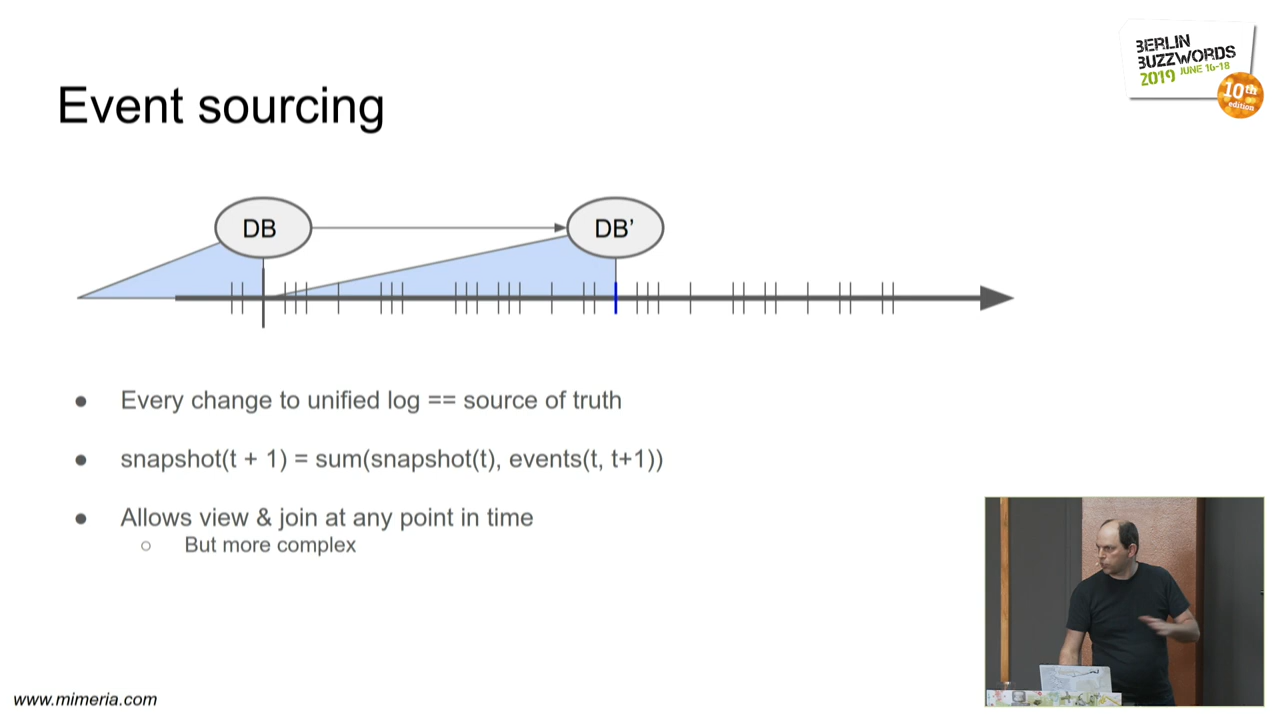 BERLIN
BUZZWORDS
2019 JUNE 16-18
10th
edition
Event sourcing
DB
DB’
● Every change to unified log == source of truth
● snapshot(t + 1) = sum(snapshot(t), events(t, t+1))
● Allows view & join at any point in time
○ But more complex
www.mimeria.com